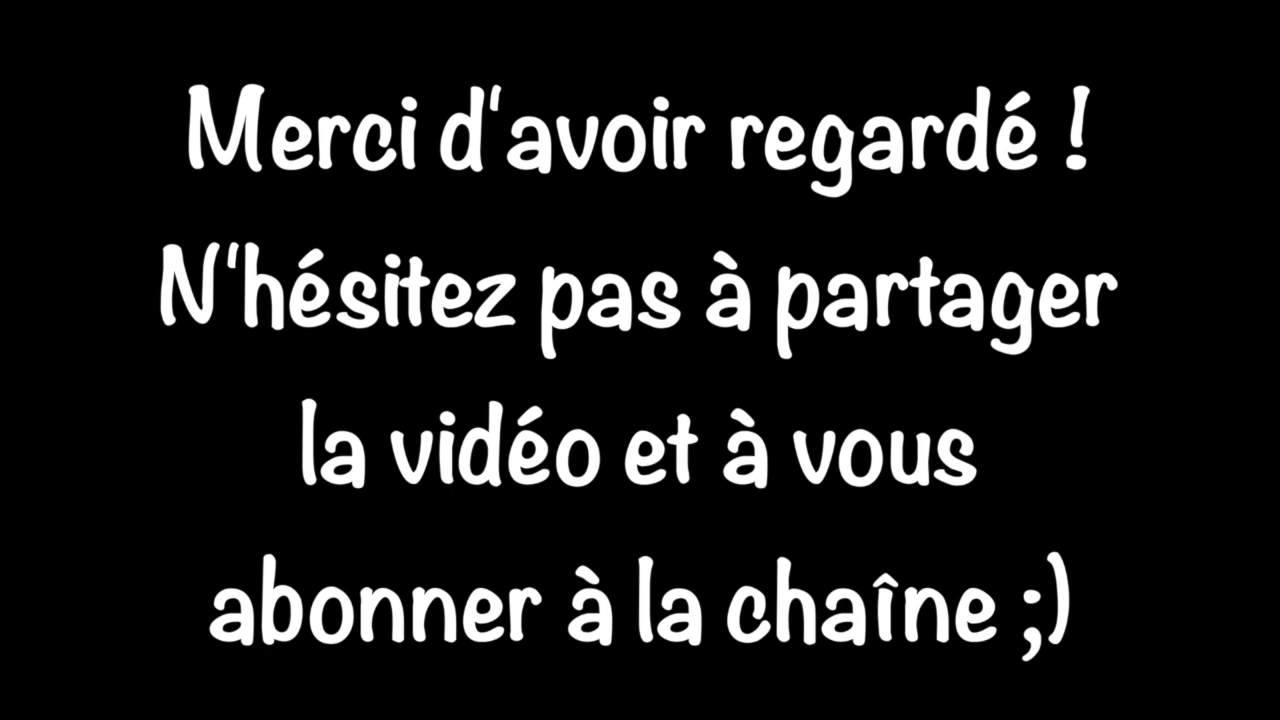 Merci d'avoir regardé !
N'hésitez pas à partager
la vidéo et à vous
abonner à la chaîne ;)